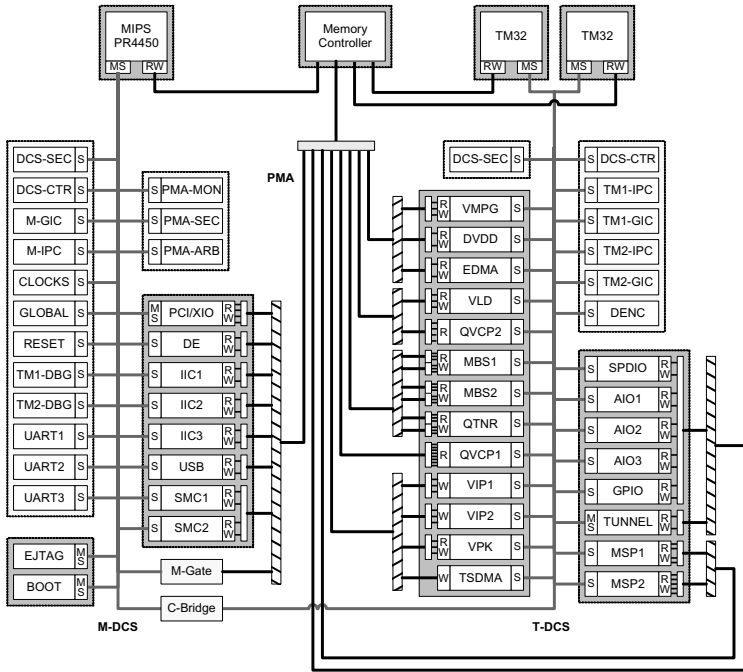 MIPS
PR4450
MS RW
Memory
Controller
TM32
RW MS
TM32
MS RW
PMA
DCS-SEC S
DCS-CTR S
M-GIC S
M-IPC S
CLOCKS S
GLOBAL S
RESET S
TM1-DBG S
TM2-DBG S
UART1 S
UART2 S
UART3 S
EJTAG M S
BOOT M S
S PMA-MON
S PMA-SEC
S PMA-ARB
M S PCI/XIO R W
S DE R W
S IIC1 R W
S IIC2 R W
S IIC3 R W
S USB R W
S SMC1 R W
S SMC2 R W
M-Gate
C-Bridge
M-DCS
DCS-SEC S
R W VMPG S
R W DVDD S
R W EDMA S
R VLD S
R QVCP2 S
R W MBS1 S
R W MBS2 S
R W QTNR S
R QVCP1 S
W VIP1 S
W VIP2 S
R W VPK S
W TSDMA S
S DCS-CTR
S TM1-IPC
S TM1-GIC
S TM2-IPC
S TM2-GIC
S DENC
S SPDIO R W
S AIO1 R W
S AIO2 R W
S AIO3 R W
S GPIO R W
M S TUNNEL R W
S MSP1 R W
S MSP2 R W
T-DCS